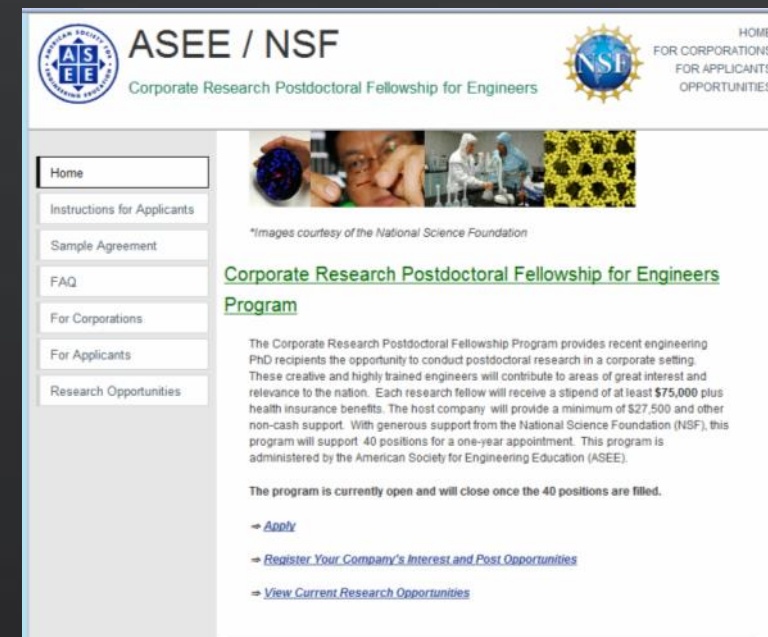 ASEE / NSF
Corporate Research Postdoctoral Fellowship for Engineers
AMERICAN SOCIETY FOR
ENGINEERING EDUCATION
AS
EE
NSF
HOME
FOR CORPORATIONS
FOR APPLICANTS
OPPORTUNITIES
Home
Instructions for Applicants
Sample Agreement
FAQ
For Corporations
For Applicants
Research Opportunities
*Images courtesy of the National Science Foundation
Corporate Research Postdoctoral Fellowship for Engineers
Program
The Corporate Research Postdoctoral Fellowship Program provides recent engineering
PhD recipients the opportunity to conduct postdoctoral research in a corporate setting.
These creative and highly trained engineers will contribute to areas of great interest and
relevance to the nation. Each research fellow will receive a stipend of at least $75,000 plus
health insurance benefits. The host company will provide a minimum of $27,500 and other
non-cash support. With generous support from the National Science Foundation (NSF), this
program will support 40 positions for a one-year appointment. This program is
administered by the American Society for Engineering Education (ASEE).
The program is currently open and will close once the 40 positions are filled.
⇒ Apply
⇒ Register Your Company's Interest and Post Opportunities
⇒ View Current Research Opportunities